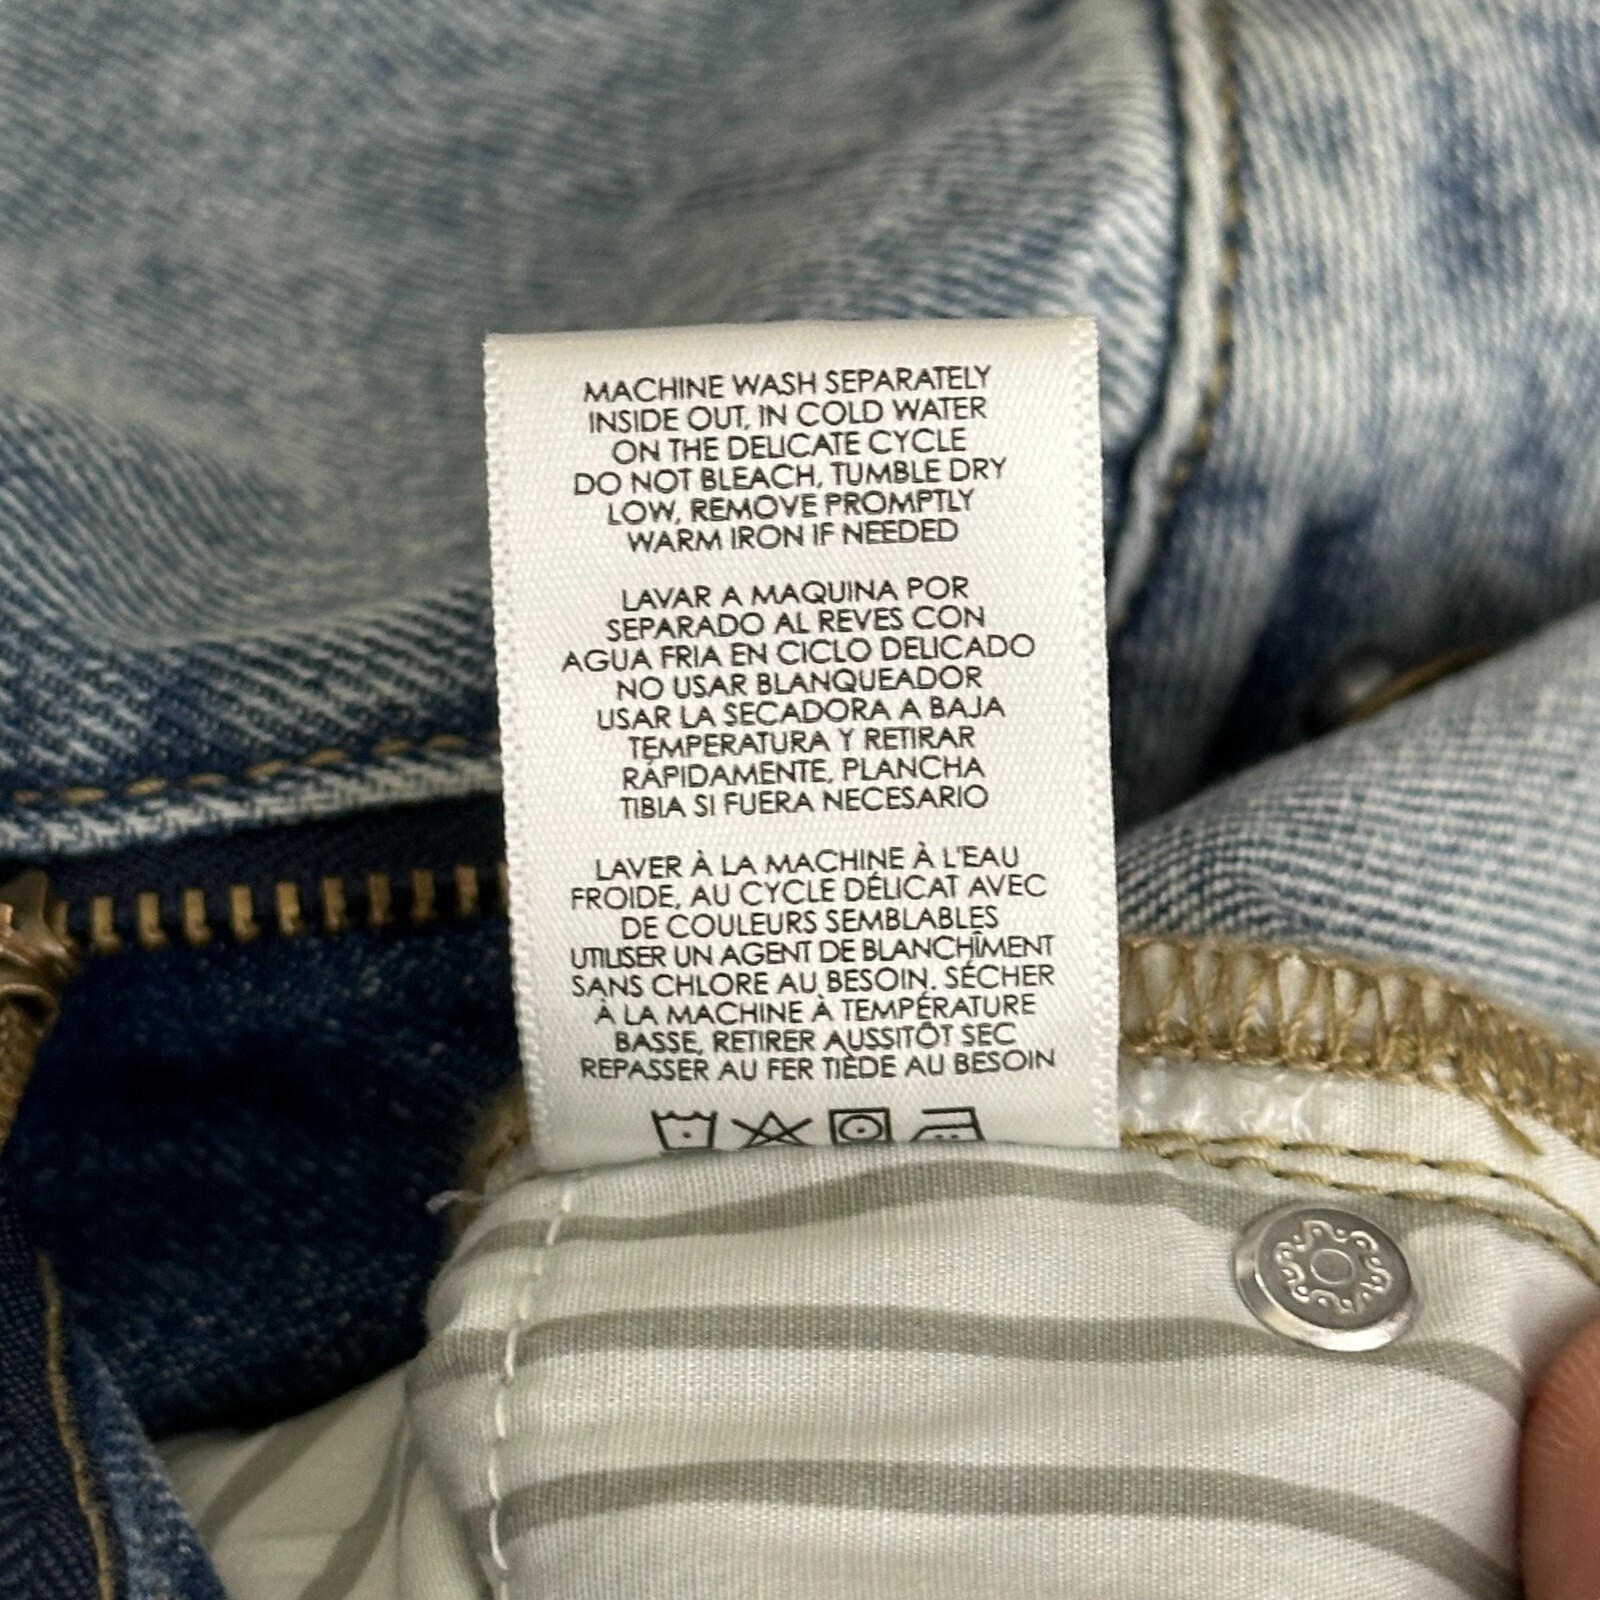 MACHINE WASH SEPARATELY
INSIDE OUT, IN COLD WATER
ON THE DELICATE CYCLE
DO NOT BLEACH, TUMBLE DRY
LOW, REMOVE PROMPTLY
WARM IRON IF NEEDED
LAVAR A MAQUINA POR
SEPARADO AL REVES CON
AGUA FRIA EN CICLO DELICADO
NO USAR BLANQUEADOR
USAR LA SECADORA A BAJA
TEMPERATURA Y RETIRAR
RÁPIDAMENTE, PLANCHA
TIBIA SI FUERA NECESARIO
LAVER À LA MACHINE À L'EAU
FROIDE, AU CYCLE DÉLICAT AVEC
DE COULEURS SEMBLABLES
UTILISER UN AGENT DE BLANCHÎMENT
SANS CHLORE AU BESOIN. SÉCHER
À LA MACHINE À TEMPÉRATURE
BASSE, RETIRER AUSSITÔT SEC
REPASSER AU FER TIÈDE AU BESOIN